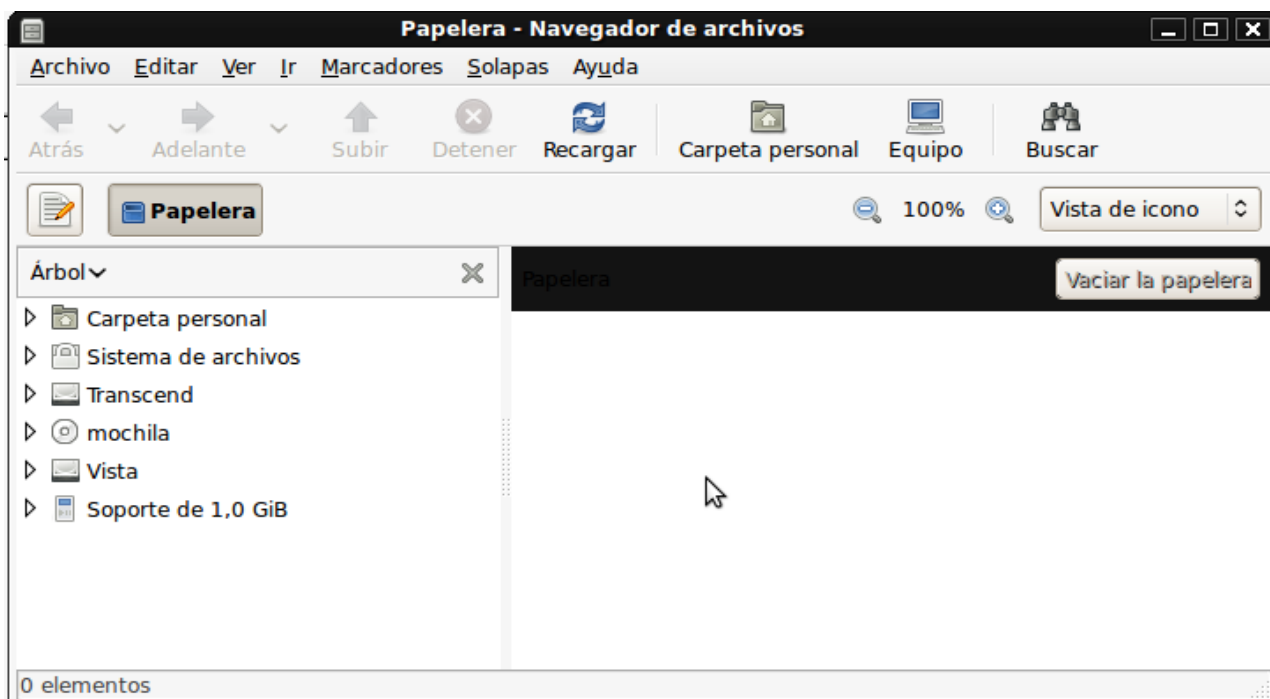 Papelera - Navegador de archivos
Archivo Editar Ver Ir Marcadores Solapas Ayuda
Atrás Adelante Subir Detener Recargar Carpeta personal Equipo Buscar
Papelera 100% Vista de icono
Árbol
Papelera Vaciar la papelera
Carpeta personal
Sistema de archivos
Transcend
mochila
Vista
Soporte de 1,0 GiB
0 elementos